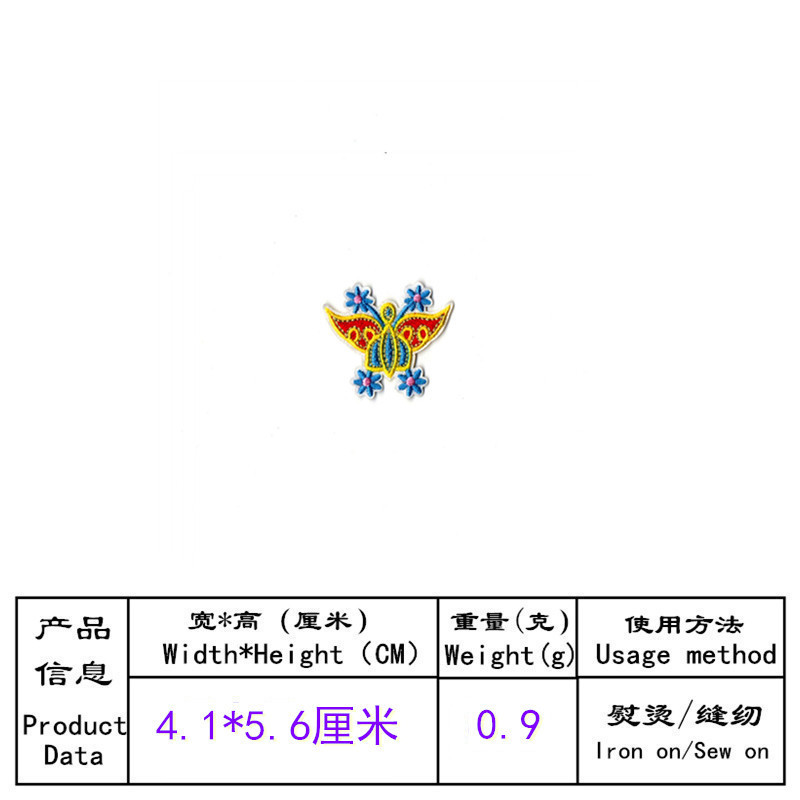 产品
信息
Product
Data
宽*高 (厘米)
Width*Height (CM)
重量(克)
Weight(g)
使用方法
Usage method
4.1*5.6厘米
0.9
熨烫/缝纫
Iron on/Sew on